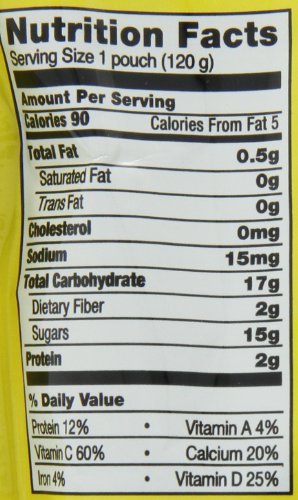 Nutrition Facts
Serving Size 1 pouch (120 g)
Amount Per Serving
Calories 90 Calories From Fat 5
Total Fat 0.5g
Saturated Fat 0g
Trans Fat 0g
Cholesterol 0mg
Sodium 15mg
Total Carbohydrate 17g
Dietary Fiber 2g
Sugars 15g
Protein 2g
% Daily Value
Protein 12% • Vitamin A 4%
Vitamin C 60% • Calcium 20%
Iron 4% • Vitamin D 25%